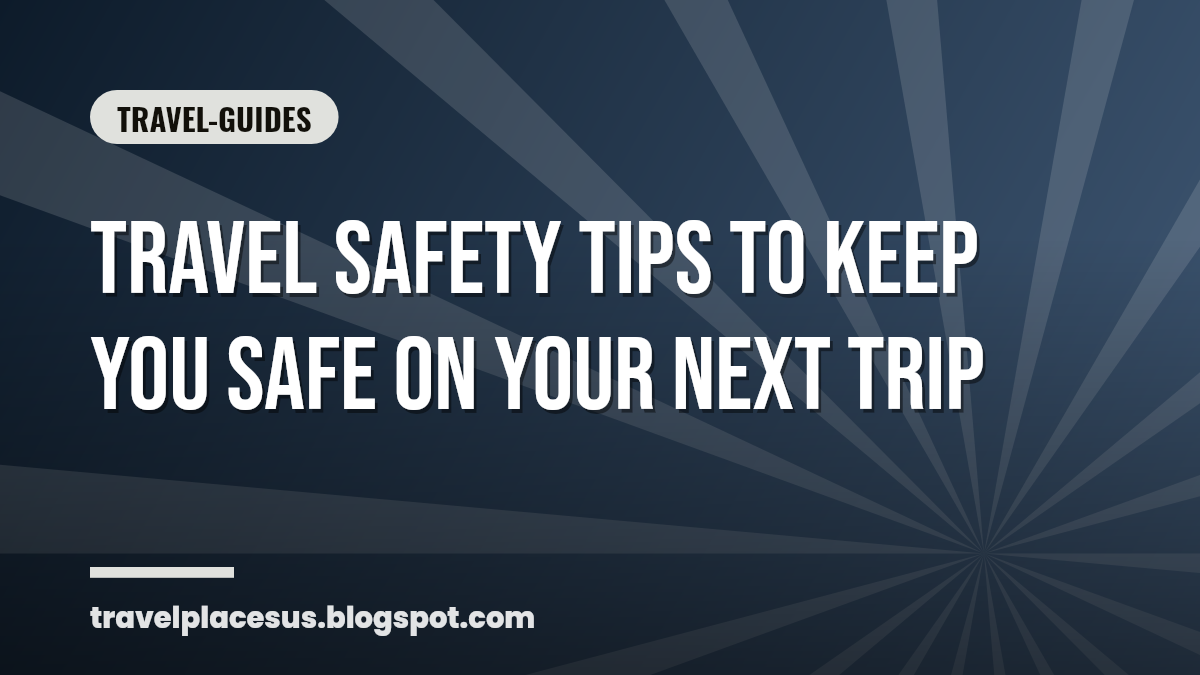 TRAVEL-GUIDES
TRAVEL SAFETY TIPS TO KEEP
YOU SAFE ON YOUR NEXT TRIP
travelplacesus.blogspot.com